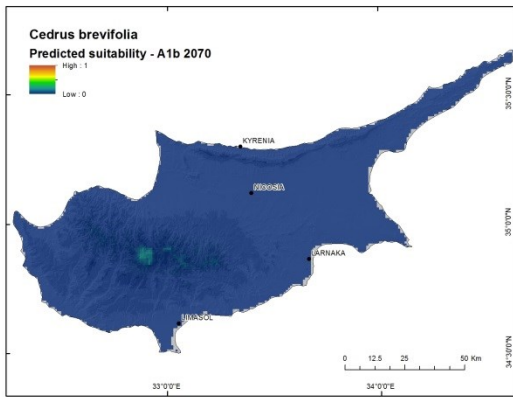 Cedrus brevifolia
Predicted suitability - A1b 2070
High : 1
Low : 0
KYRENIA
NICOSIA
LARNAKA
LIMASOL
35°30'0"N
35°0'0"N
34°30'0"N
0 12.5 25 50 Km
33°0'0"E 34°0'0"E